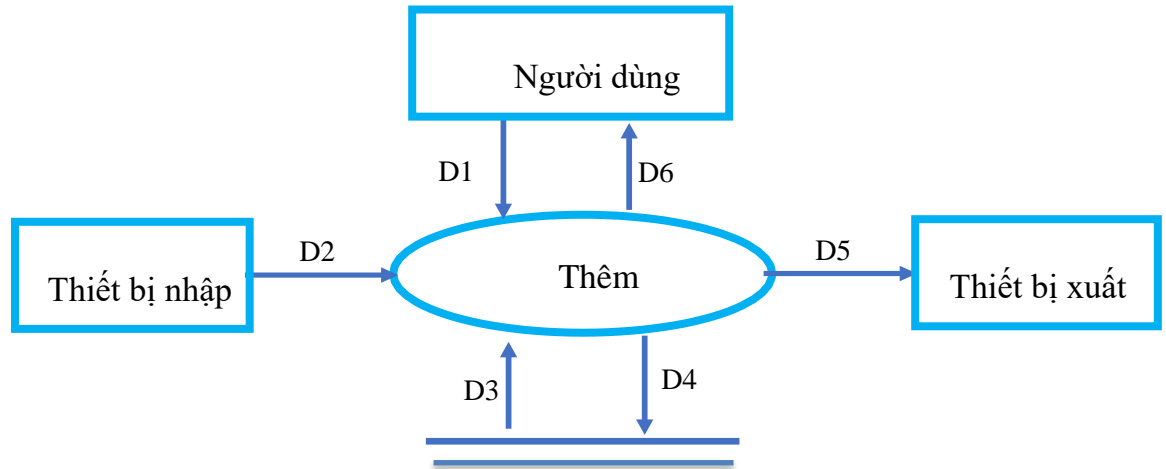 Người dùng
D1
D6
Thiết bị nhập
D2
Thêm
D5
Thiết bị xuất
D3
D4